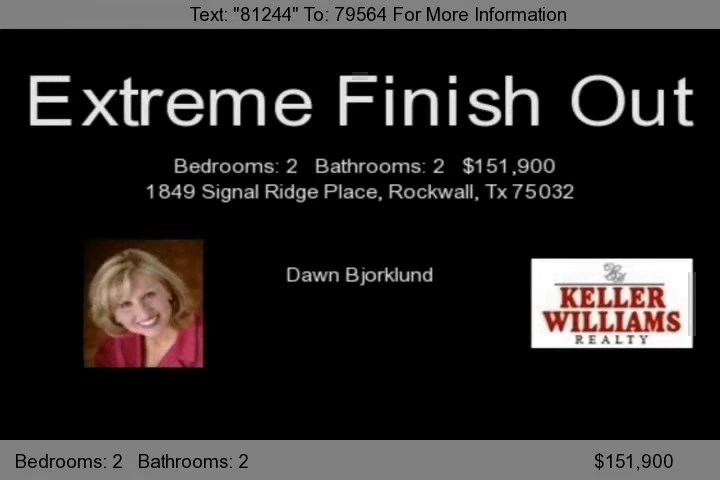 Text: "81244" To: 79564 For More Information
Extreme Finish Out
Bedrooms: 2 Bathrooms: 2 $151,900
1849 Signal Ridge Place, Rockwall, Tx 75032
Dawn Bjorklund
KELLER
WILLIAMS
REALTY
Bedrooms: 2 Bathrooms: 2 $151,900